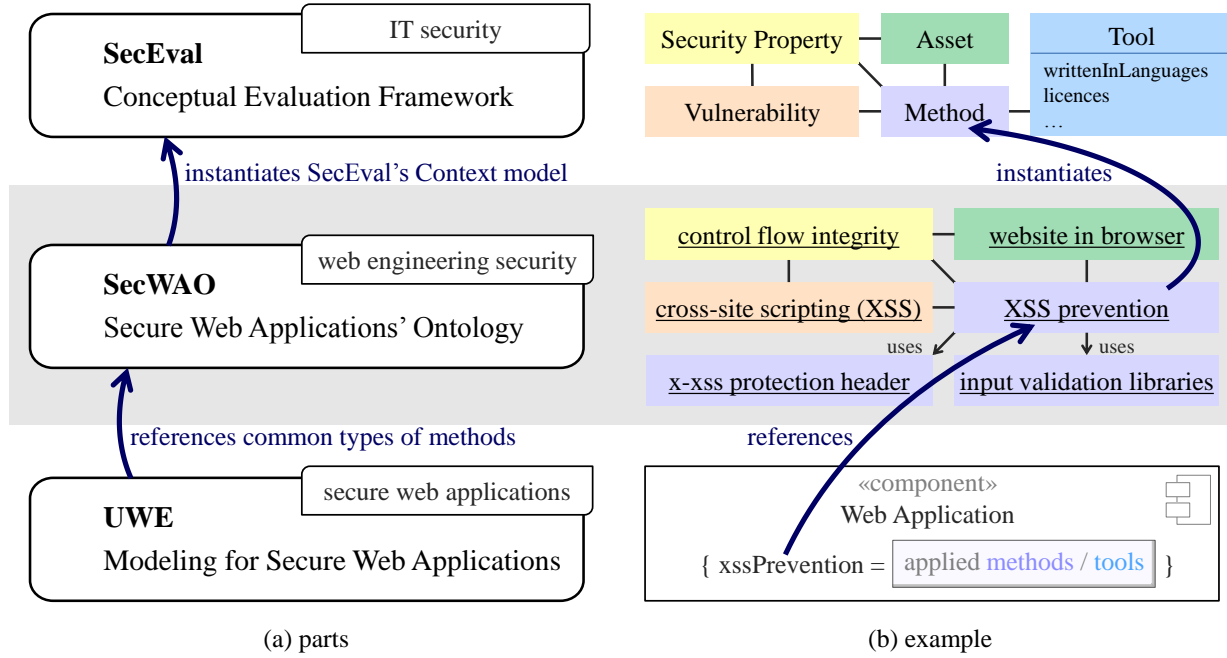 IT security
SecEval
Conceptual Evaluation Framework
instantiates SecEval’s Context model
web engineering security
SecWAO
Secure Web Applications’ Ontology
references common types of methods
secure web applications
UWE
Modeling for Secure Web Applications
(a) parts
Security Property
Asset
Tool
writtenInLanguages
licences
…
Vulnerability
Method
instantiates
control flow integrity
website in browser
cross-site scripting (XSS)
XSS prevention
uses
uses
x-xss protection header
input validation libraries
references
«component»
Web Application
{ xssPrevention = applied methods / tools }
(b) example